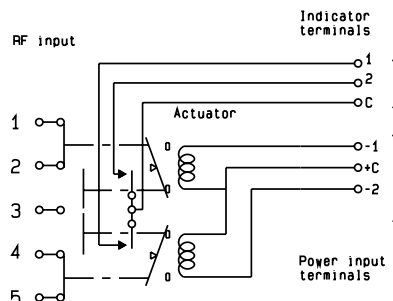 Indicator
terminals
RF input
1
2
C
Actuator
1
2
3
4
5
-1
+C
-2
Power input
terminals